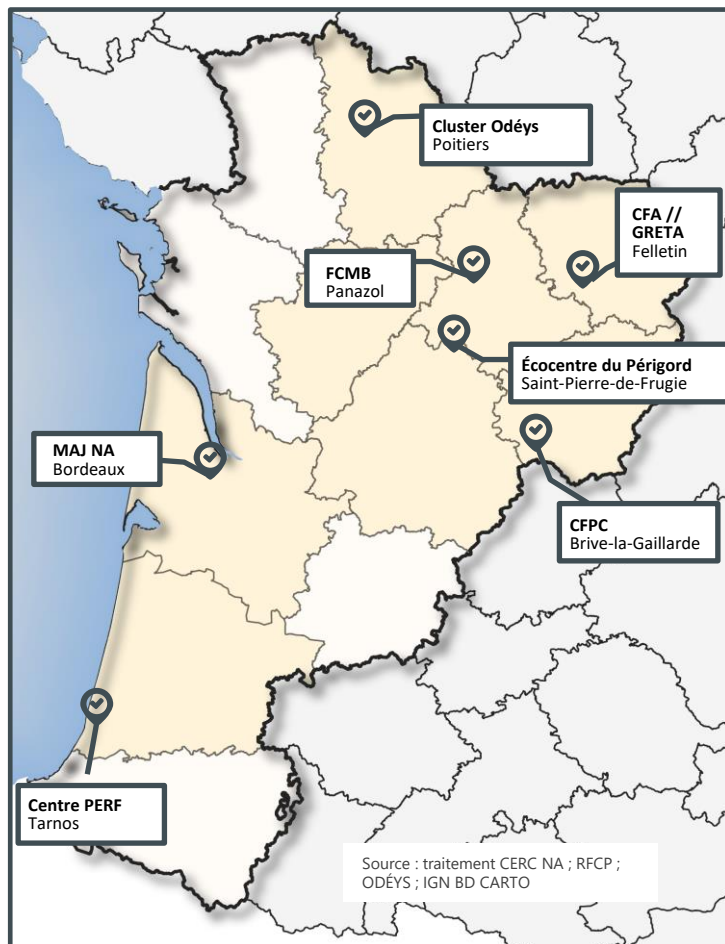 Cluster Odéys
Poitiers
CFA //
GRETA
Felletin
FCMB
Panazol
Écocentre du Périgord
Saint-Pierre-de-Frugie
MAJ NA
Bordeaux
CFPC
Brive-la-Gaillarde
Centre PERF
Tarnos
Source : traitement CERC NA ; RFCP ;
ODÉYS ; IGN BD CARTO